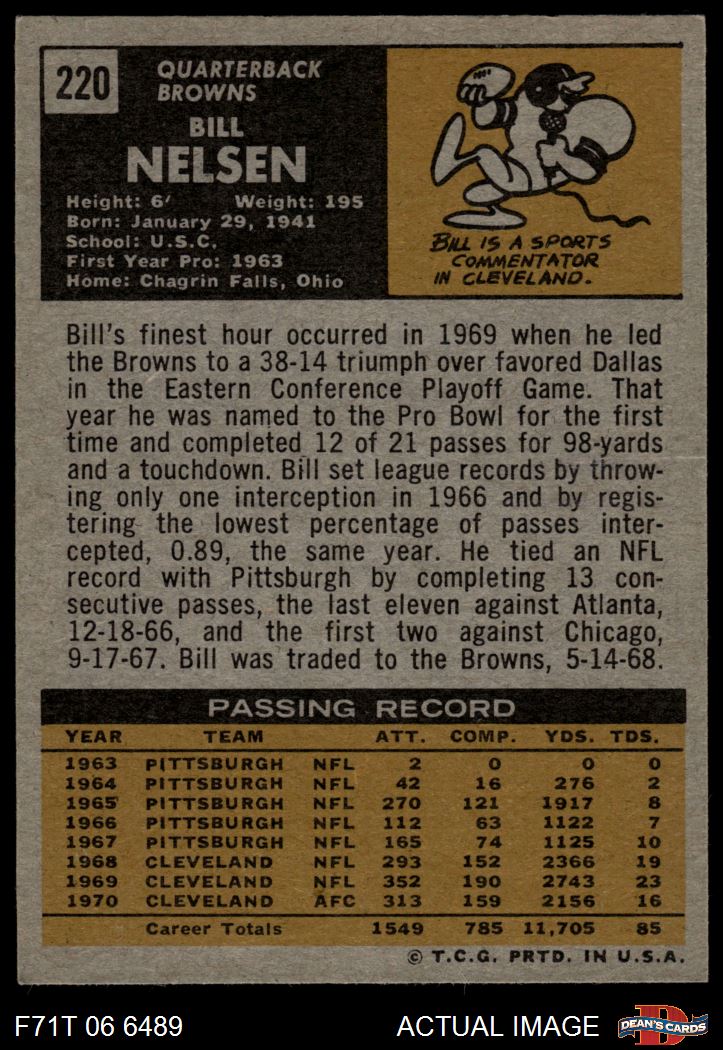 220
QUARTERBACK
BROWNS
BILL
NELSEN
Height: 6' Weight: 195
Born: January 29, 1941
School: U.S.C.
First Year Pro: 1963
Home: Chagrin Falls, Ohio
BILL IS A SPORTS
COMMENTATOR
IN CLEVELAND.
Bill's finest hour occurred in 1969 when he led
the Browns to a 38-14 triumph over favored Dallas
in the Eastern Conference Playoff Game. That
year he was named to the Pro Bowl for the first
time and completed 12 of 21 passes for 98-yards
and a touchdown. Bill set league records by throw-
ing only one interception in 1966 and by regis-
tering the lowest percentage of passes inter-
cepted, 0.89, the same year. He tied an NFL
record with Pittsburgh by completing 13 con-
secutive passes, the last eleven against Atlanta,
12-18-66, and the first two against Chicago,
9-17-67. Bill was traded to the Browns, 5-14-68.
PASSING RECORD
YEAR TEAM ATT. COMP. YDS. TDS.
1963 PITTSBURGH NFL 2 0 0 0
1964 PITTSBURGH NFL 42 16 276 2
1965 PITTSBURGH NFL 270 121 1917 8
1966 PITTSBURGH NFL 112 63 1122 7
1967 PITTSBURGH NFL 165 74 1125 10
1968 CLEVELAND NFL 293 152 2366 19
1969 CLEVELAND NFL 352 190 2743 23
1970 CLEVELAND AFC 313 159 2156 16
Career Totals 1549 785 11,705 85
© T.C.G. PRTD. IN U.S.A.
F71T 06 6489 ACTUAL IMAGE
D
DEAN'S CARDS